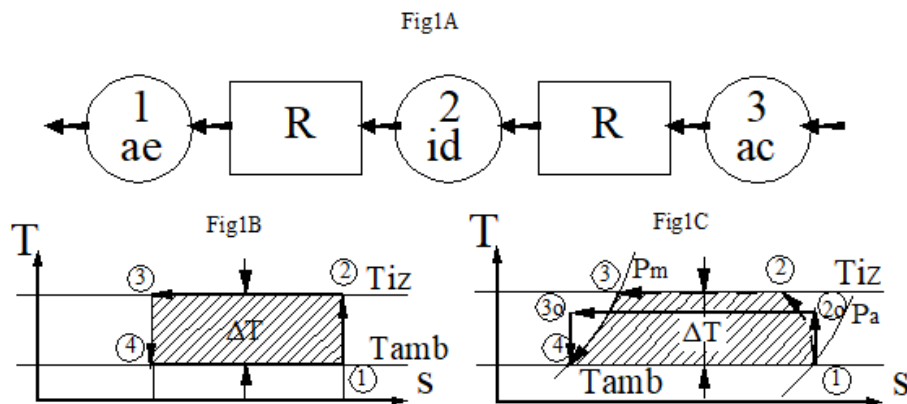 Fig1A
1 R 2 R 3
ae id ac
Fig1B
T
3 2 Tiz
ΔT
4 Tamb
1 S
Fig1C
T
3 Pm 2 Tiz
3o 2o Pa
ΔT
4
Tamb 1 S